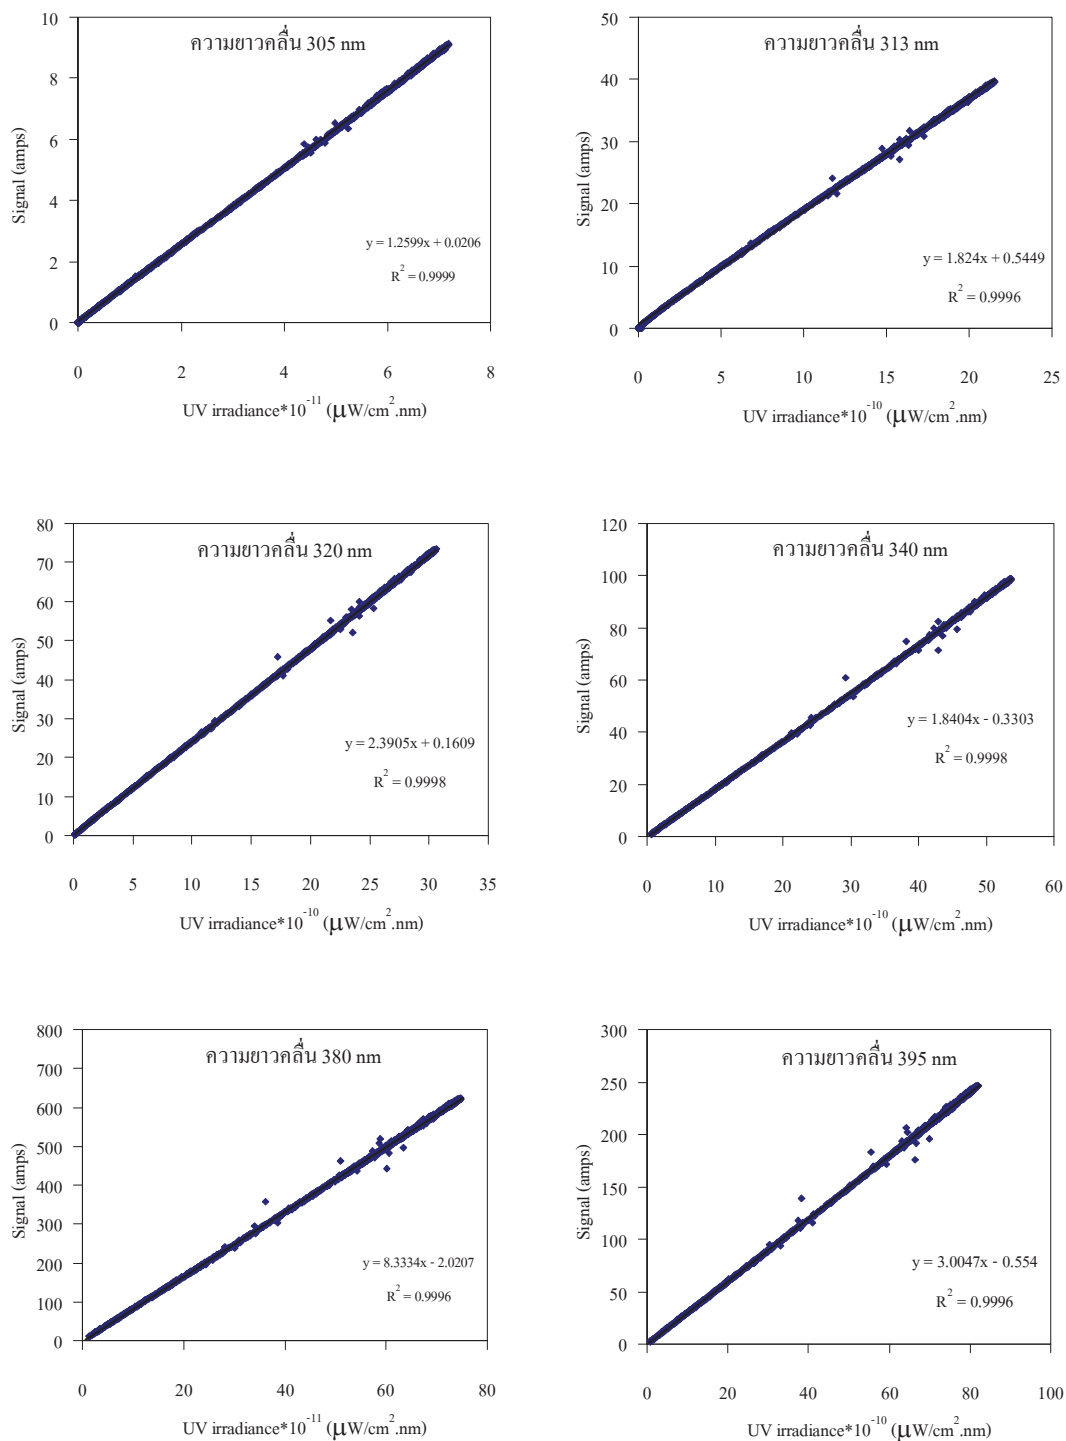 ความยาวคลื่น 305 nm
10
8
6
4
2
0
Signal (amps)
y = 1.2599x + 0.0206
R² = 0.9999
0 2 4 6 8
UV irradiance*10⁻¹¹ (μW/cm².nm)
ความยาวคลื่น 313 nm
50
40
30
20
10
0
Signal (amps)
y = 1.824x + 0.5449
R² = 0.9996
0 5 10 15 20 25
UV irradiance*10⁻¹⁰ (μW/cm².nm)
ความยาวคลื่น 320 nm
80
70
60
50
40
30
20
10
0
Signal (amps)
y = 2.3905x + 0.1609
R² = 0.9998
0 5 10 15 20 25 30 35
UV irradiance*10⁻¹⁰ (μW/cm².nm)
ความยาวคลื่น 340 nm
120
100
80
60
40
20
0
Signal (amps)
y = 1.8404x - 0.3303
R² = 0.9998
0 10 20 30 40 50 60
UV irradiance*10⁻¹⁰ (μW/cm².nm)
ความยาวคลื่น 380 nm
800
700
600
500
400
300
200
100
0
Signal (amps)
y = 8.3334x - 2.0207
R² = 0.9996
0 20 40 60 80
UV irradiance*10⁻¹¹ (μW/cm².nm)
ความยาวคลื่น 395 nm
300
250
200
150
100
50
0
Signal (amps)
y = 3.0047x - 0.554
R² = 0.9996
0 20 40 60 80 100
UV irradiance*10⁻¹⁰ (μW/cm².nm)